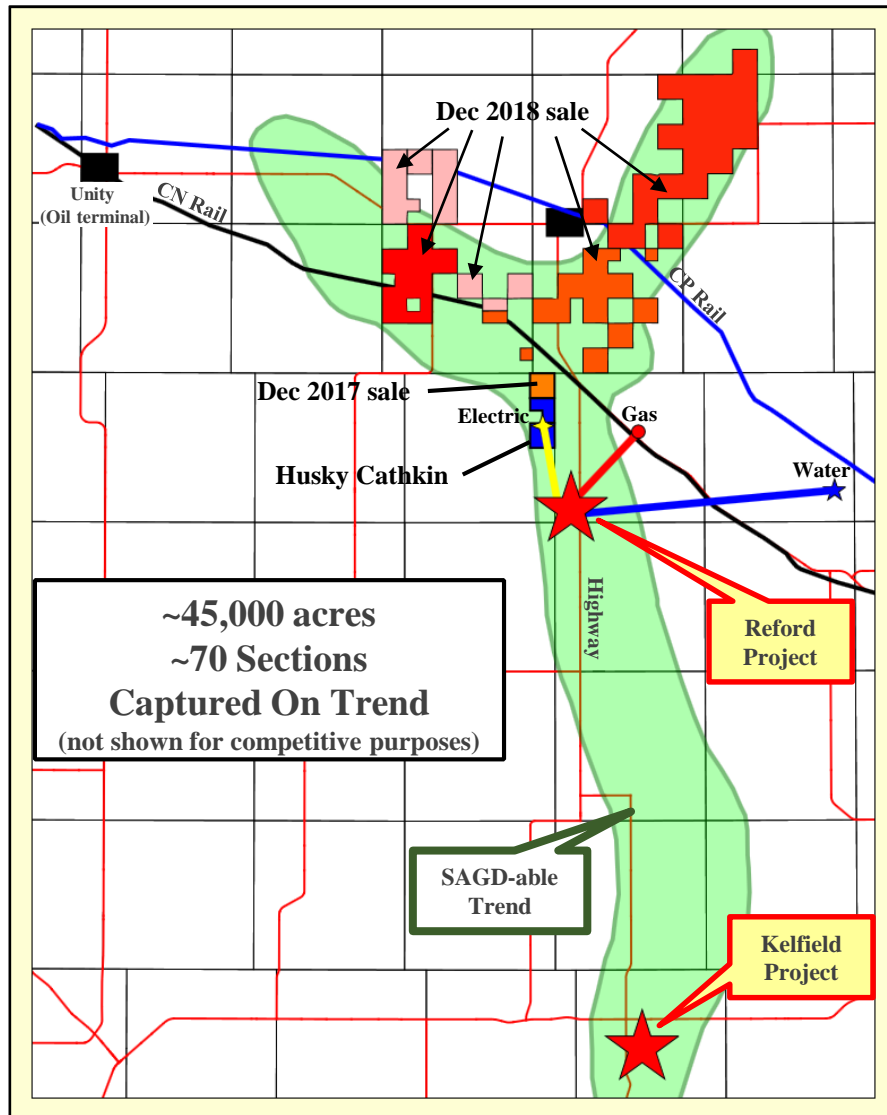 Dec 2018 sale
Unity
(Oil terminal)
CN Rail
CP Rail
Dec 2017 sale
Electric
Gas
Husky Cathkin
Water
Highway
~45,000 acres
~70 Sections
Captured On Trend
(not shown for competitive purposes)
Reford
Project
SAGD-able
Trend
Kelfield
Project